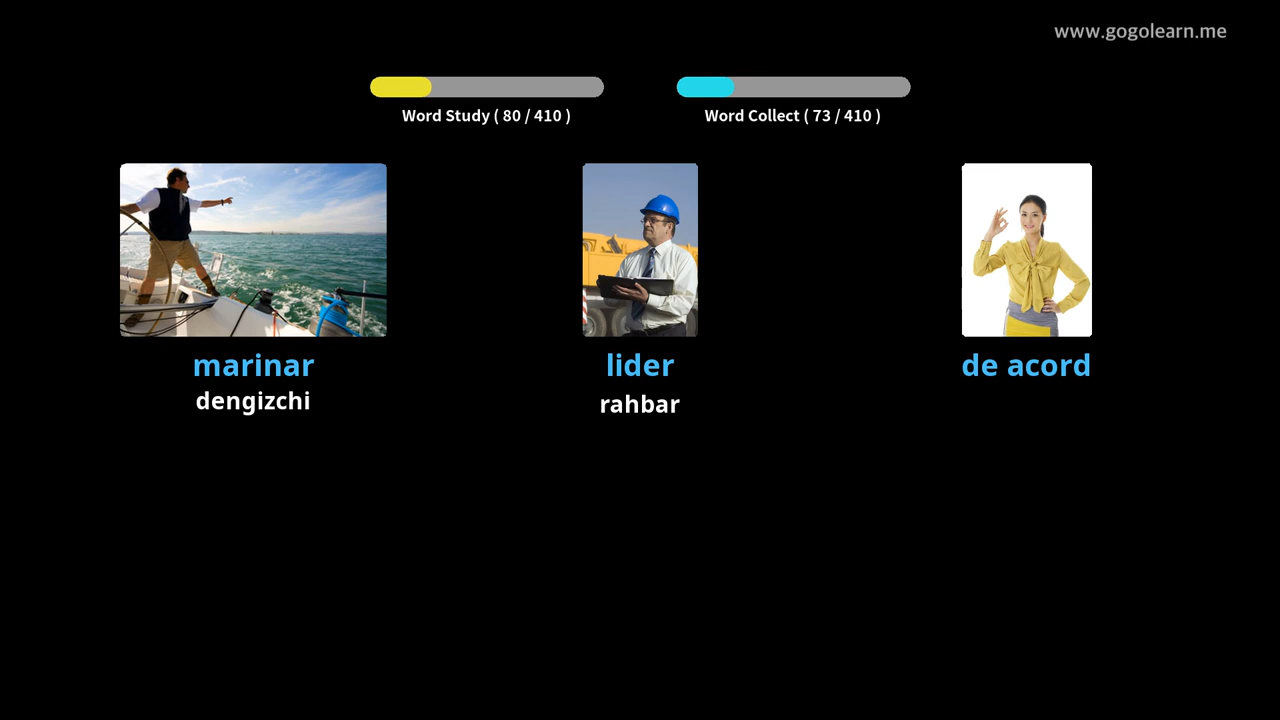 www.gogolearn.me
Word Study ( 80 / 410 )
Word Collect ( 73 / 410 )
marinar
dengizchi
lider
rahbar
de acord